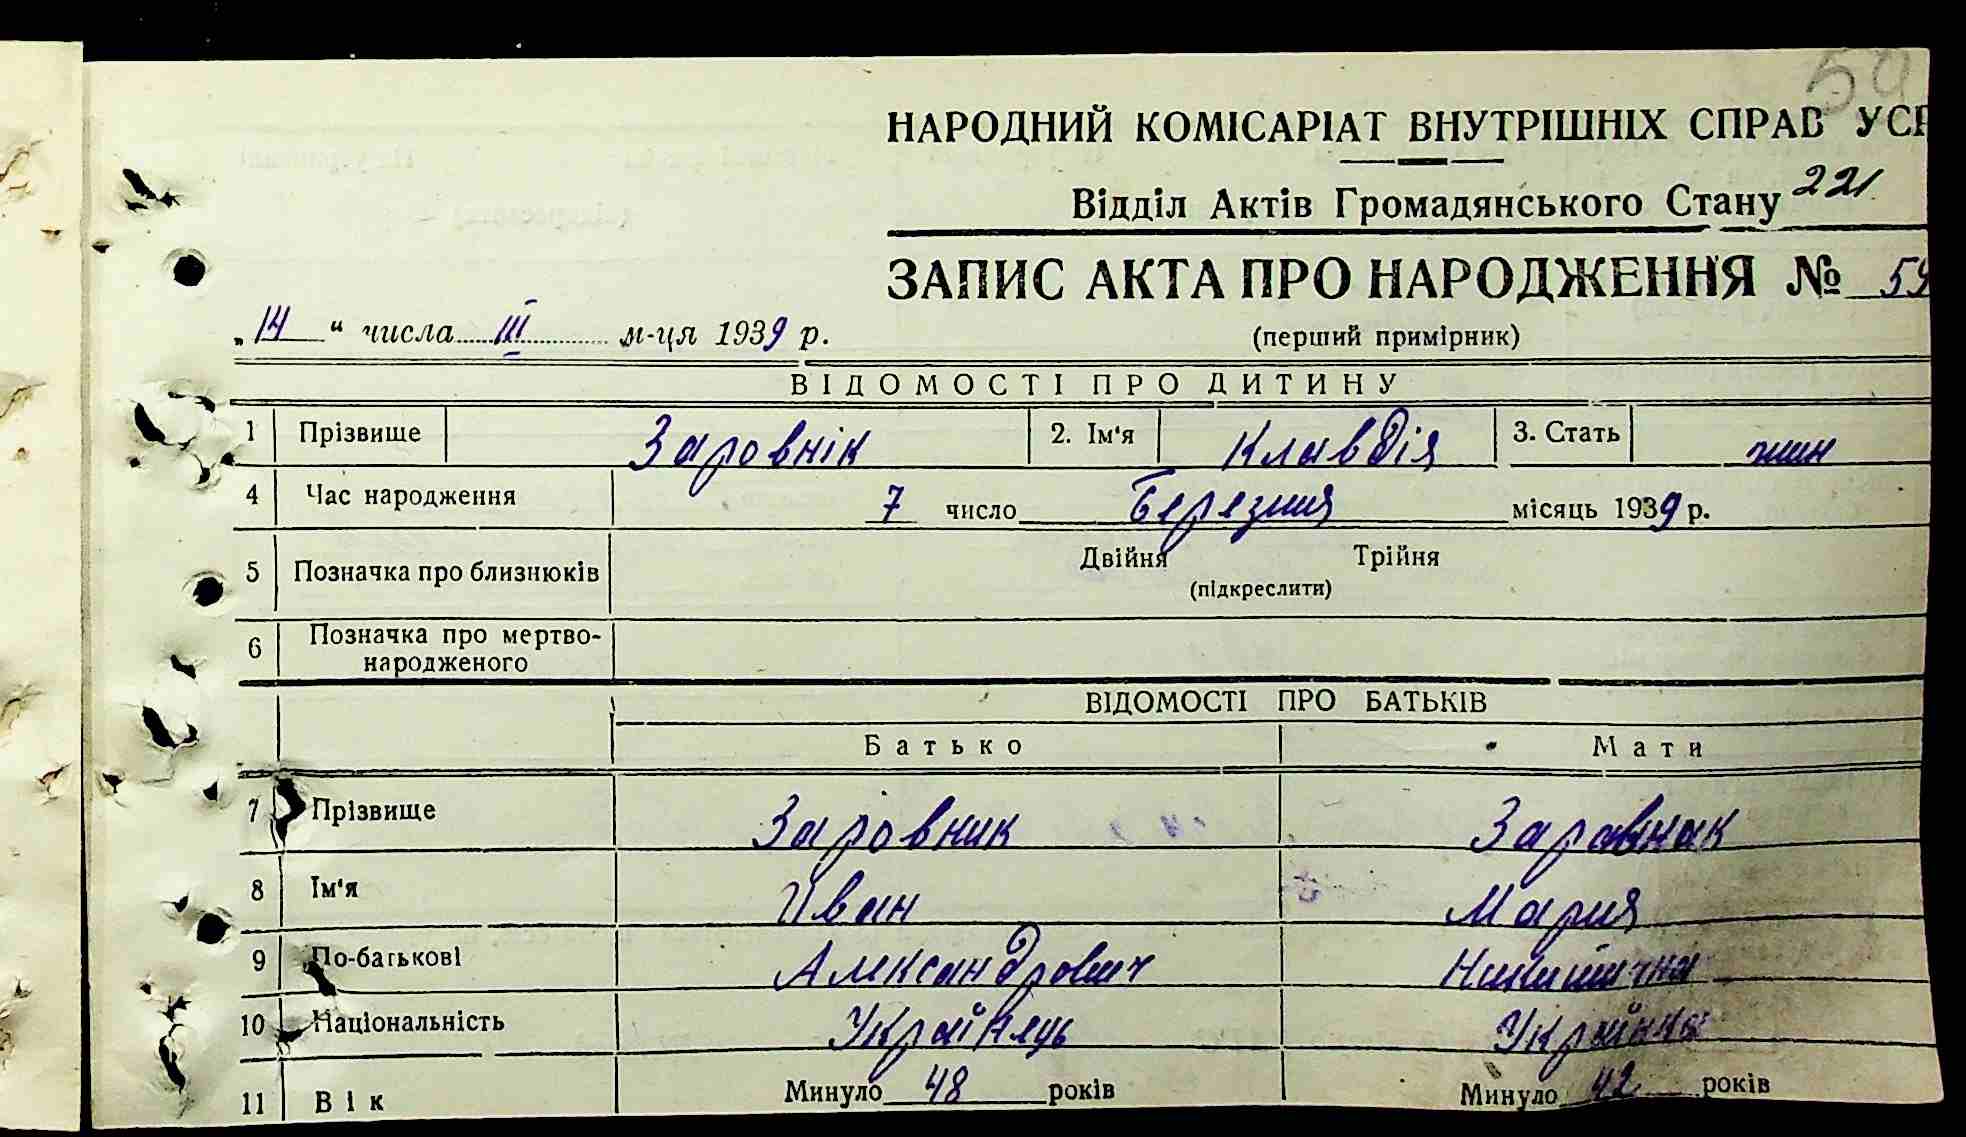 59
НАРОДНИЙ КОМІСАРІАТ ВНУТРІШНІХ СПРАВ УСР
Відділ Актів Громадянського Стану 221
ЗАПИС АКТА ПРО НАРОДЖЕННЯ № 59
„14“ числа III м-ця 1939 р.
(перший примірник)
ВІДОМОСТІ ПРО ДИТИНУ
1 Прізвище Заровнік 2. Ім'я Клавдія 3. Стать жин
4 Час народження 7 число Березня місяць 1939 р.
5 Позначка про близнюків Двійня Трійня
(підкреслити)
6 Позначка про мертво-
народженого
ВІДОМОСТІ ПРО БАТЬКІВ
Батько Мати
7 Прізвище Заровник Заровник
8 Ім'я Иван Мария
9 По-батькові Александрович
10 Національність Українець Українка
11 Вік Минуло 48 років Минуло 42 років